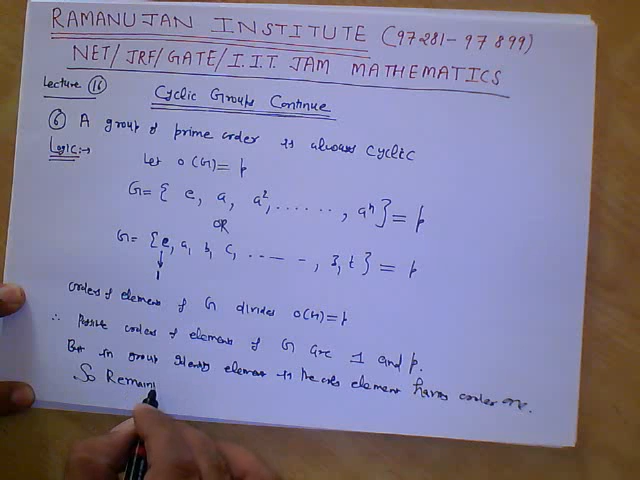 RAMANUJAN INSTITUTE (97281-97899)
NET/JRF/GATE/I.I.T. JAM MATHEMATICS
Lecture 16
Cyclic Groups Continue
⑥ A group of prime order is always cyclic
Logic:→
Let O(G)= p
G= { e, a, a², ......, aⁿ} = p
OR
G= {e, a, b, c, ...... , z, t } = p
↓
1
orders of element of G divides O(G)=p
∴ Possible orders of elements of G are 1 and p.
But in group identity element is the only element having order one.
So Remain